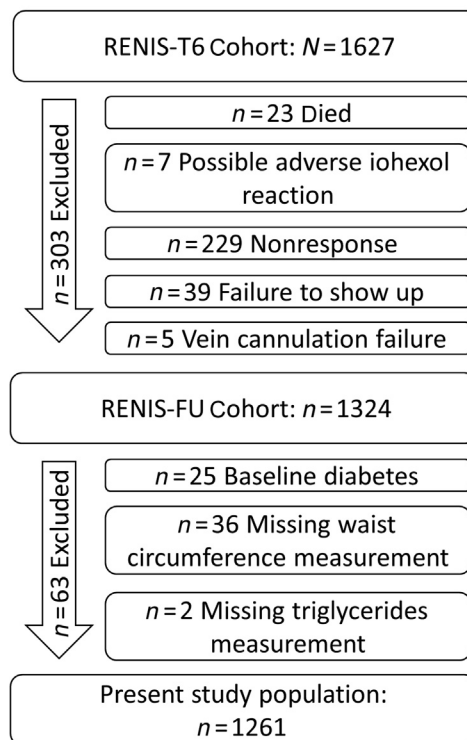 RENIS-T6 Cohort: N = 1627
n = 303 Excluded
n = 23 Died
n = 7 Possible adverse iohexol
reaction
n = 229 Nonresponse
n = 39 Failure to show up
n = 5 Vein cannulation failure
RENIS-FU Cohort: n = 1324
n = 63 Excluded
n = 25 Baseline diabetes
n = 36 Missing waist
circumference measurement
n = 2 Missing triglycerides
measurement
Present study population:
n = 1261